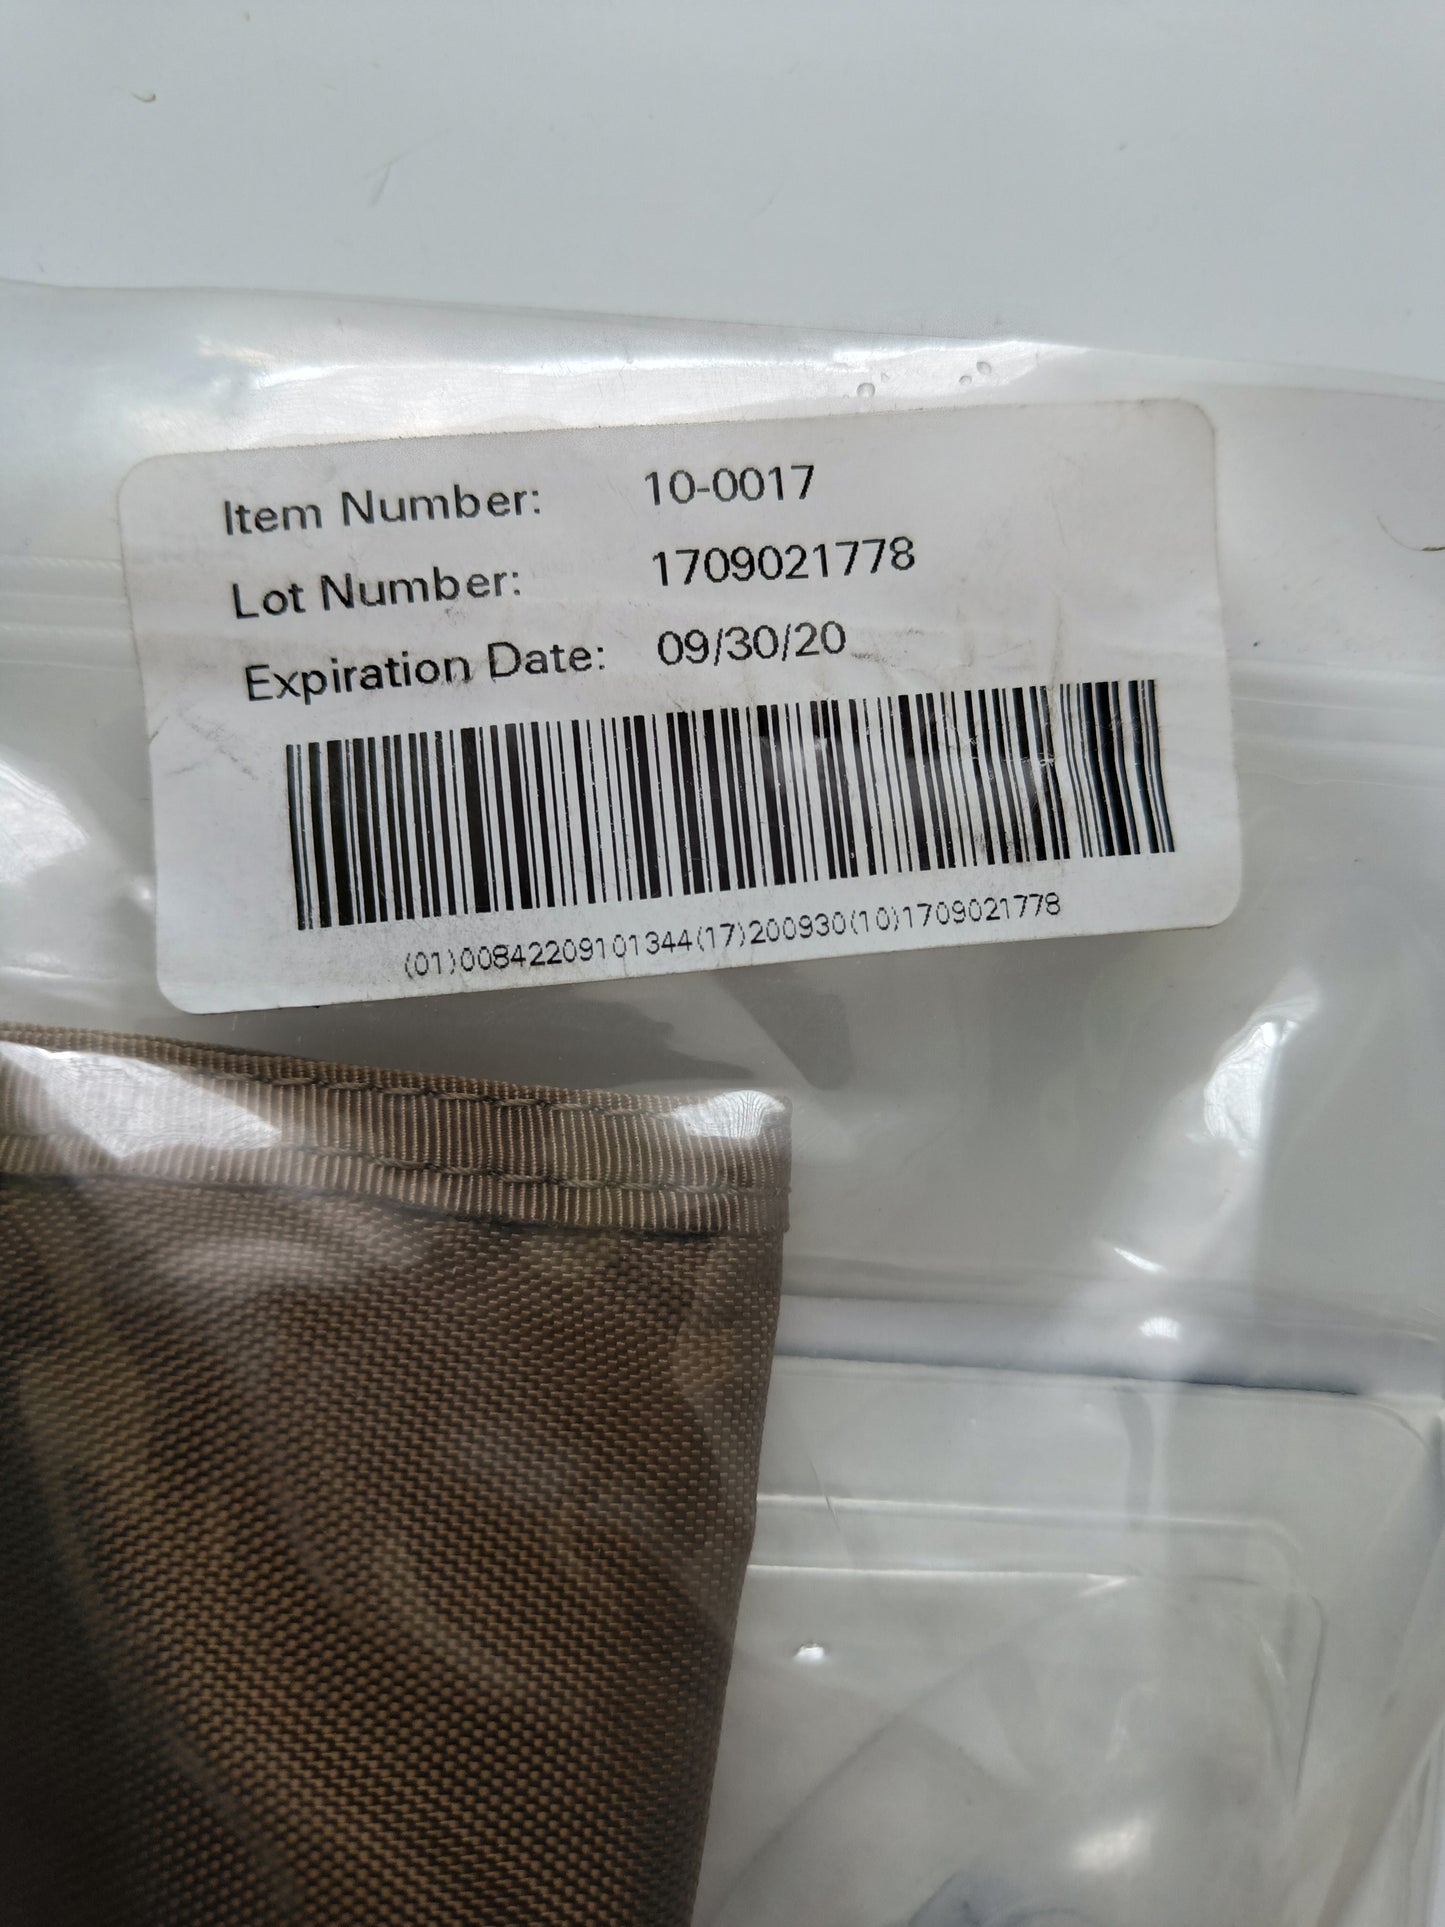 Item Number: 10-0017
Lot Number: 1709021778
Expiration Date: 09/30/20
(01)00842209101344(17)200930(10)1709021778